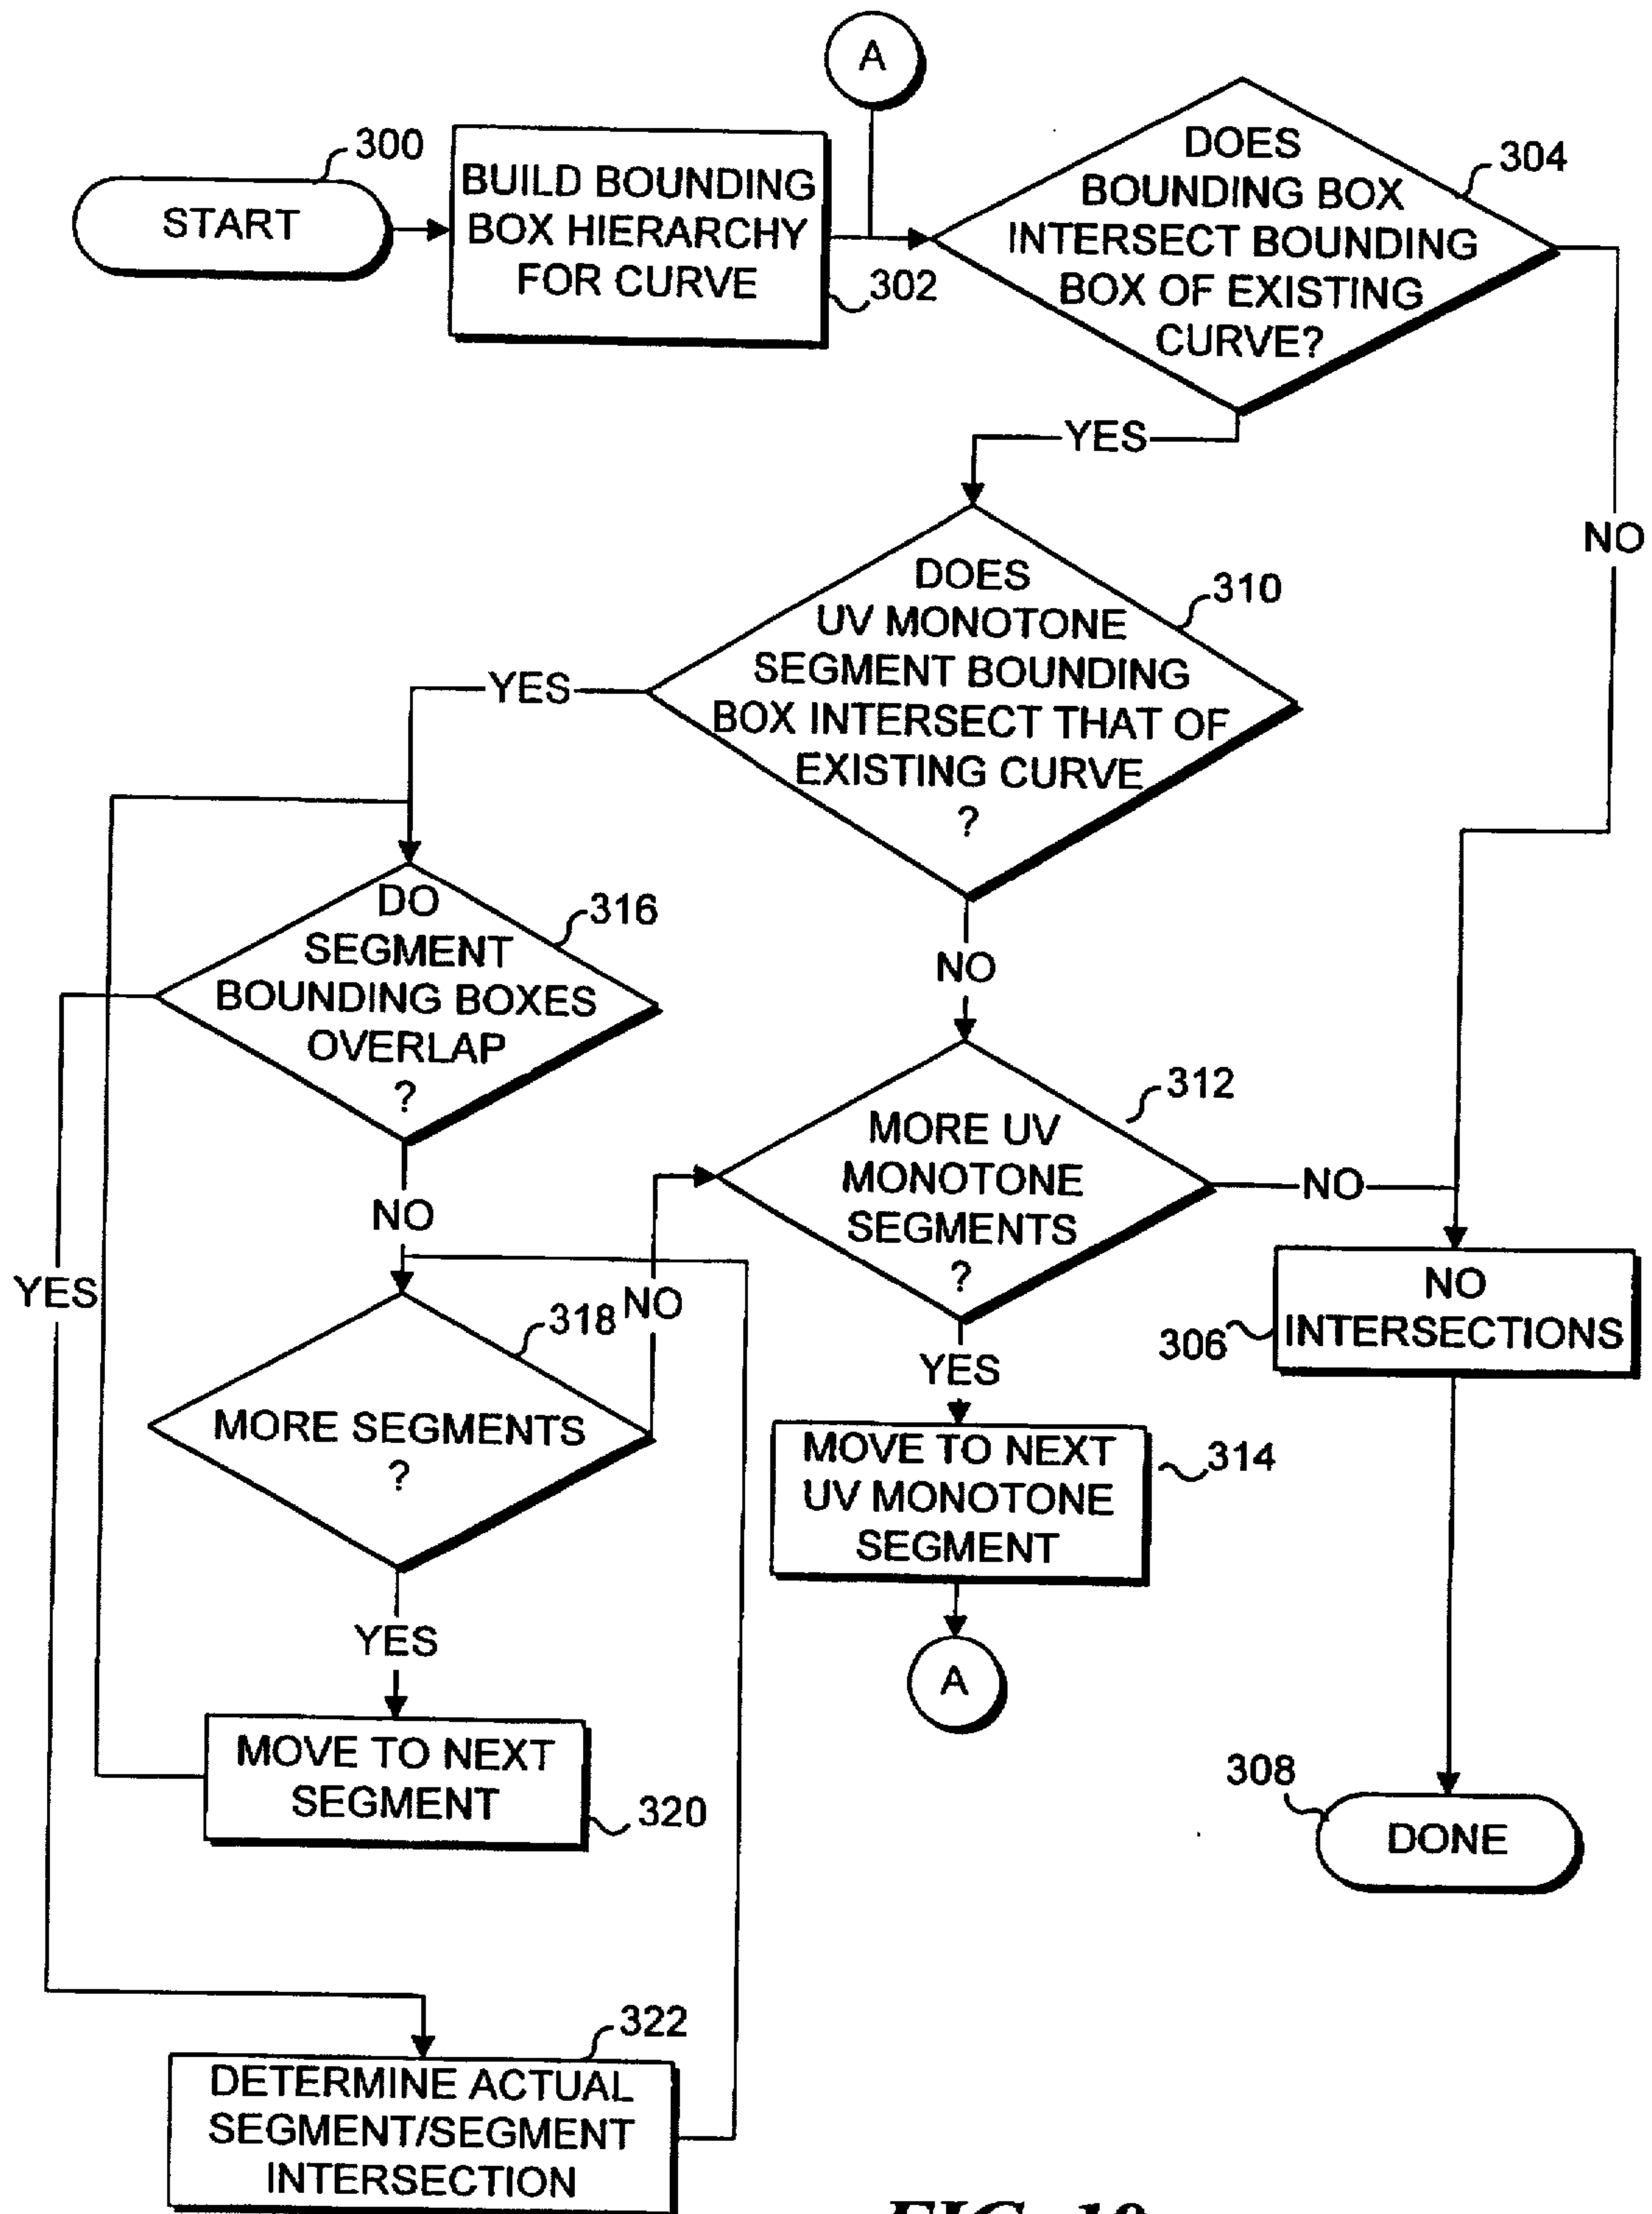 A
300
START
BUILD BOUNDING
BOX HIERARCHY
FOR CURVE
302
DOES
BOUNDING BOX
INTERSECT BOUNDING
BOX OF EXISTING
CURVE?
304
YES
NO
DOES
UV MONOTONE
SEGMENT BOUNDING
BOX INTERSECT THAT OF
EXISTING CURVE
?
310
YES
NO
DO
SEGMENT
BOUNDING BOXES
OVERLAP
?
316
YES
NO
MORE UV
MONOTONE
SEGMENTS
?
312
NO
YES
NO
INTERSECTIONS
306
MORE SEGMENTS
?
318
NO
YES
MOVE TO NEXT
UV MONOTONE
SEGMENT
314
A
MOVE TO NEXT
SEGMENT
320
308
DONE
322
DETERMINE ACTUAL
SEGMENT/SEGMENT
INTERSECTION